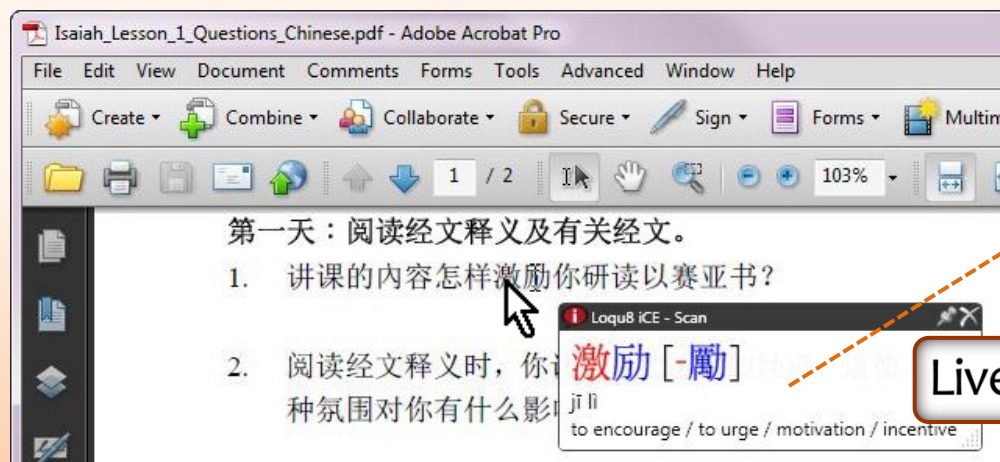 Isaiah_Lesson_1_Questions_Chinese.pdf - Adobe Acrobat Pro
File Edit View Document Comments Forms Tools Advanced Window Help
Create Combine Collaborate Secure Sign Forms Multim
1 / 2 103%
第一天：阅读经文释义及有关经文。
1. 讲课的内容怎样激励你研读以赛亚书？
Loqu8 iCE - Scan
激励 [-勵]
jī lì
to encourage / to urge / motivation / incentive
2. 阅读经文释义时，你
种氛围对你有什么影
Live